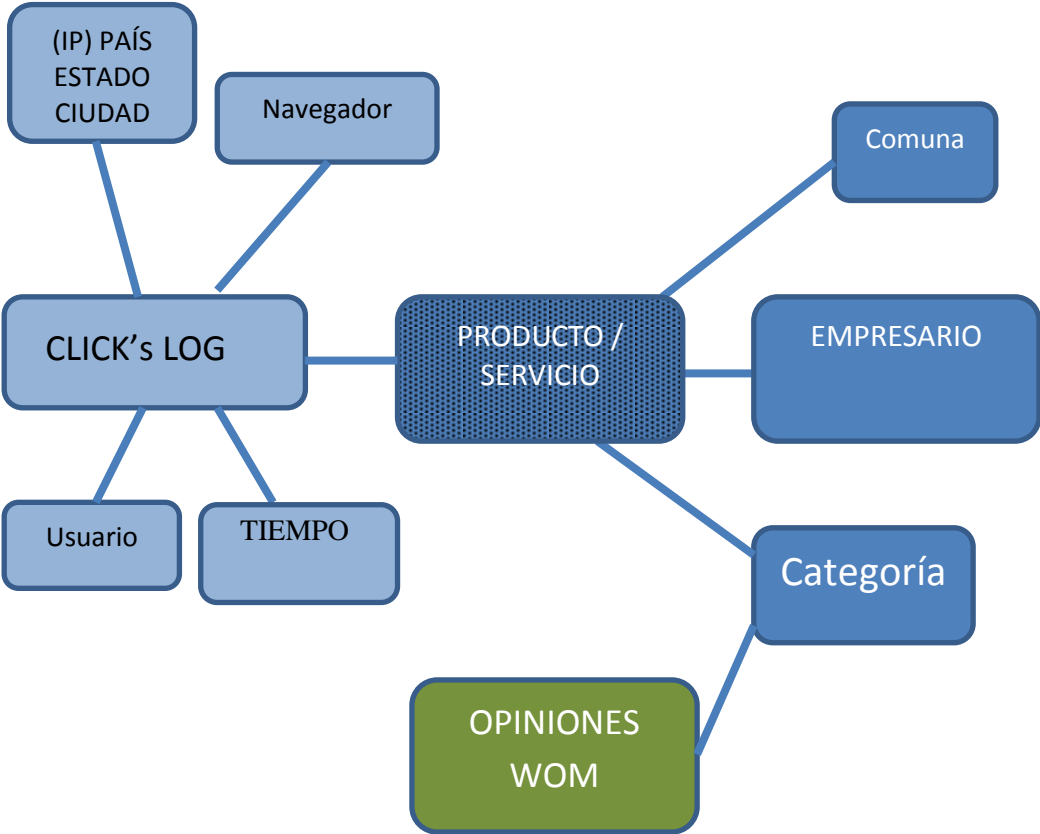 (IP) PAÍS
ESTADO
CIUDAD
Navegador
Comuna
CLICK’s LOG
PRODUCTO /
SERVICIO
EMPRESARIO
Usuario
TIEMPO
Categoría
OPINIONES
WOM